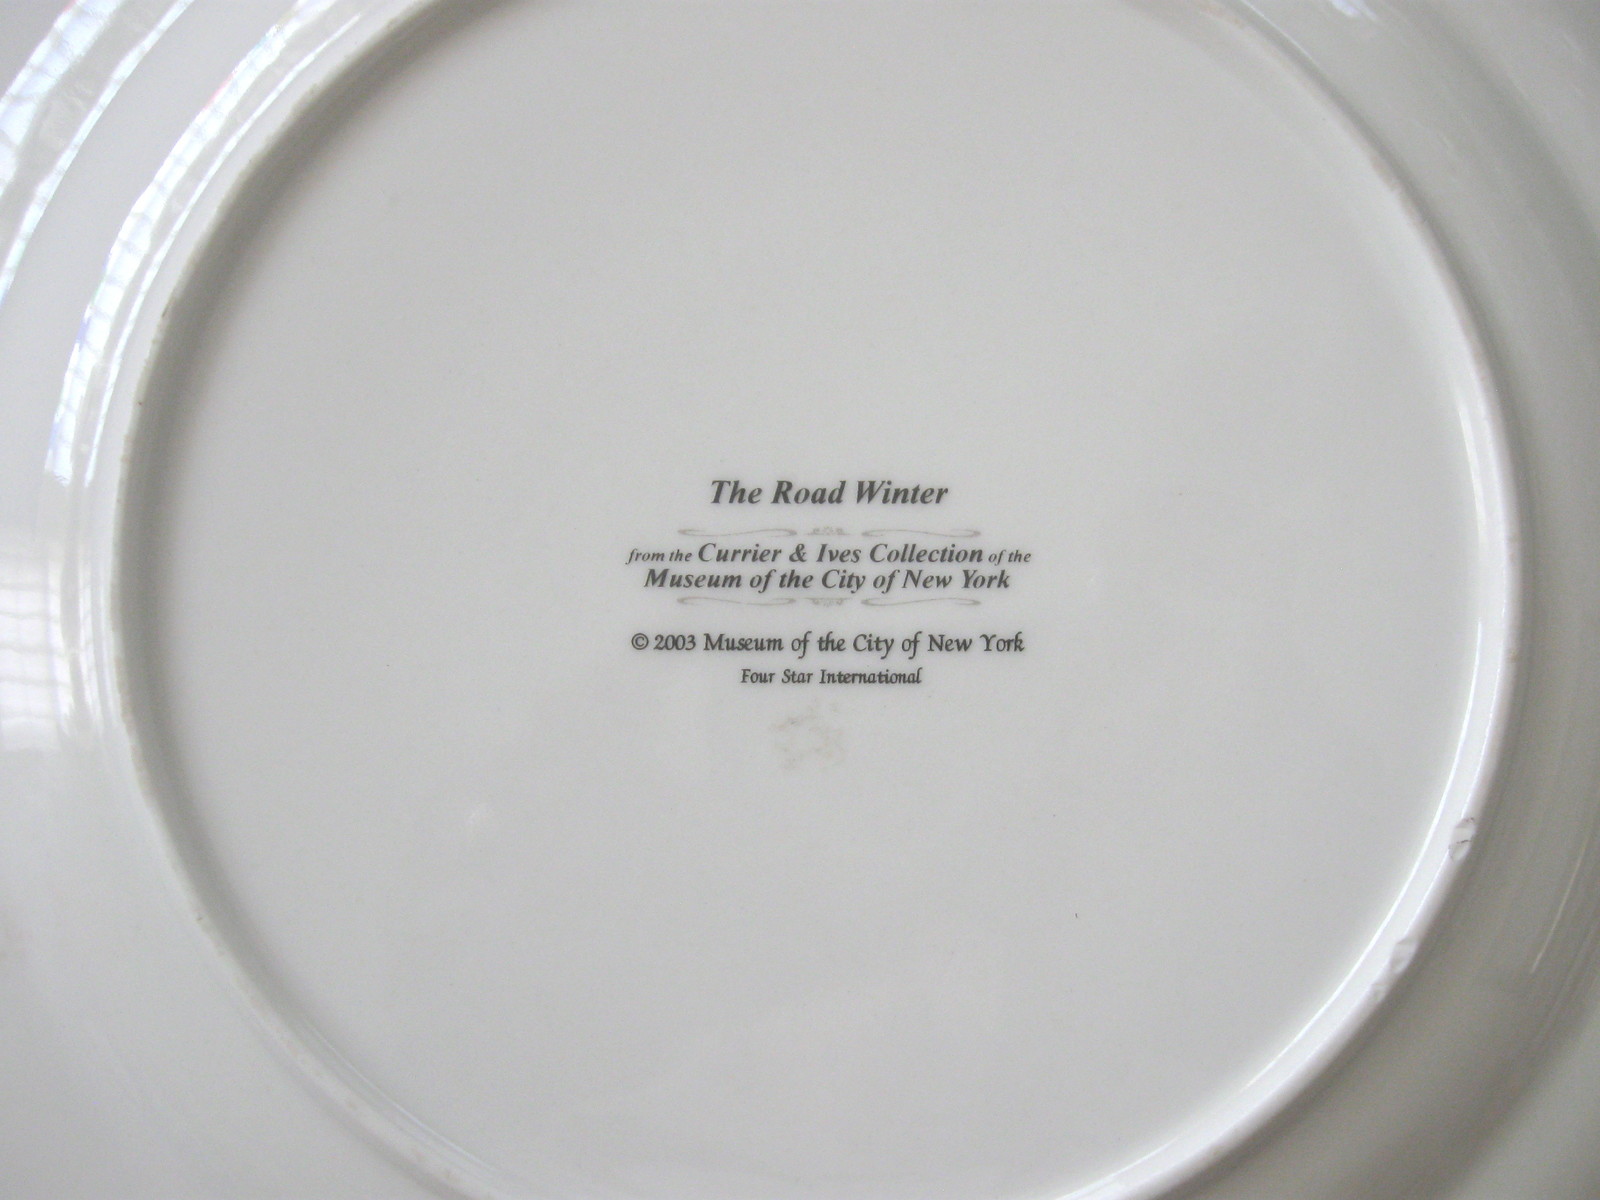 The Road Winter
from the Currier & Ives Collection of the
Museum of the City of New York
© 2003 Museum of the City of New York
Four Star International